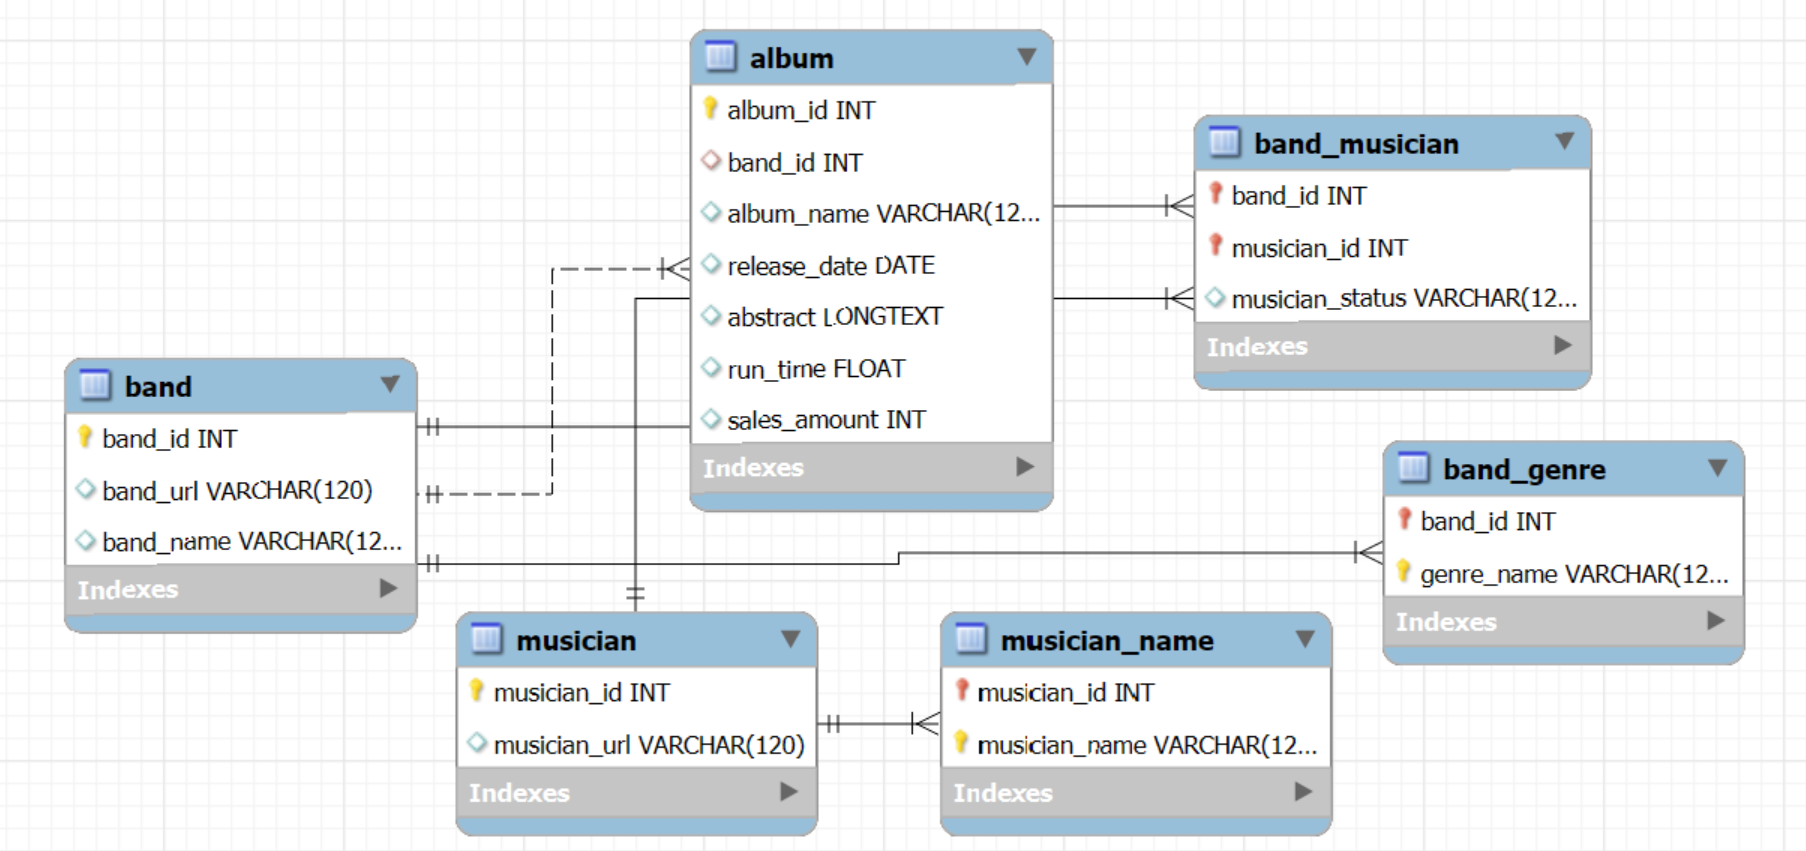 album
album_id INT
band_id INT
album_name VARCHAR(12...
release_date DATE
abstract LONGTEXT
run_time FLOAT
sales_amount INT
Indexes
band_musician
band_id INT
musician_id INT
musician_status VARCHAR(12...
Indexes
band
band_id INT
band_url VARCHAR(120)
band_name VARCHAR(12...
Indexes
band_genre
band_id INT
genre_name VARCHAR(12...
Indexes
musician
musician_id INT
musician_url VARCHAR(120)
Indexes
musician_name
musician_id INT
musician_name VARCHAR(12...
Indexes